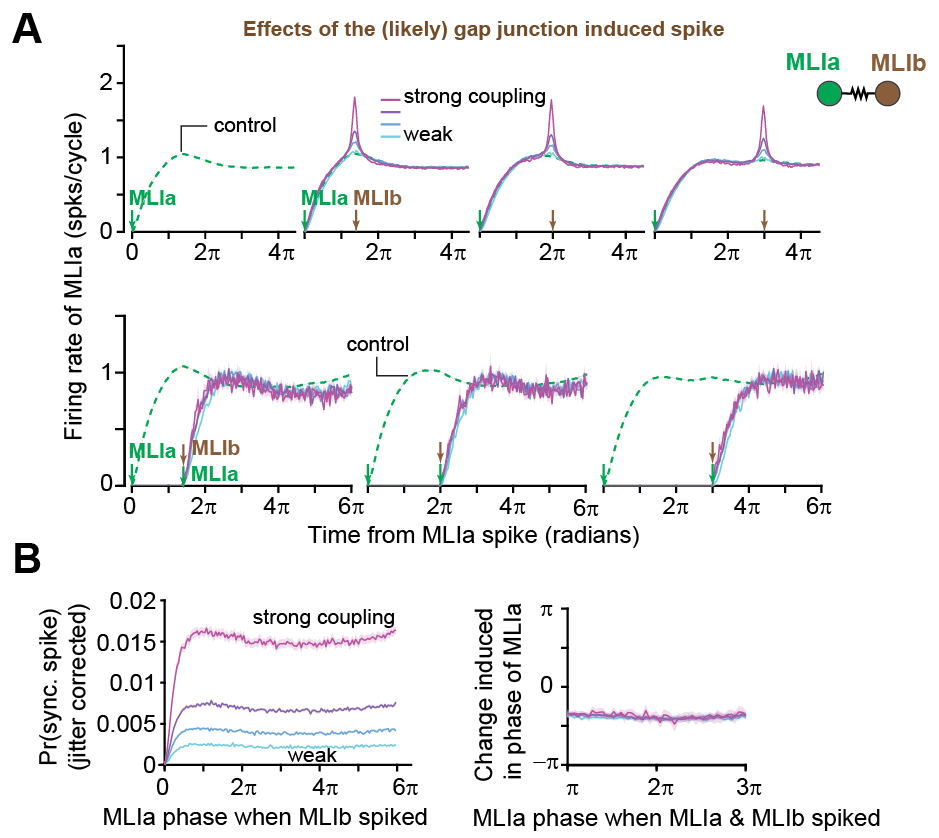 A
Effects of the (likely) gap junction induced spike
MLIa MLIb
Firing rate of MLIa (spks/cycle)
2
1
0
control
strong coupling
weak
MLIa
MLIa MLIb
0 2π 4π
2π 4π
2π 4π
2π 4π
1
0
control
MLIa MLIb
MLIa
0 2π 4π 6π
2π 4π 6π
2π 4π 6π
Time from MLIa spike (radians)
B
Pr(sync. spike)
(jitter corrected)
0.02
0.015
0.01
0.005
0
strong coupling
weak
0 2π 4π 6π
MLIa phase when MLIb spiked
Change induced
in phase of MLIa
π
0
−π
π 2π 3π
MLIa phase when MLIa & MLIb spiked